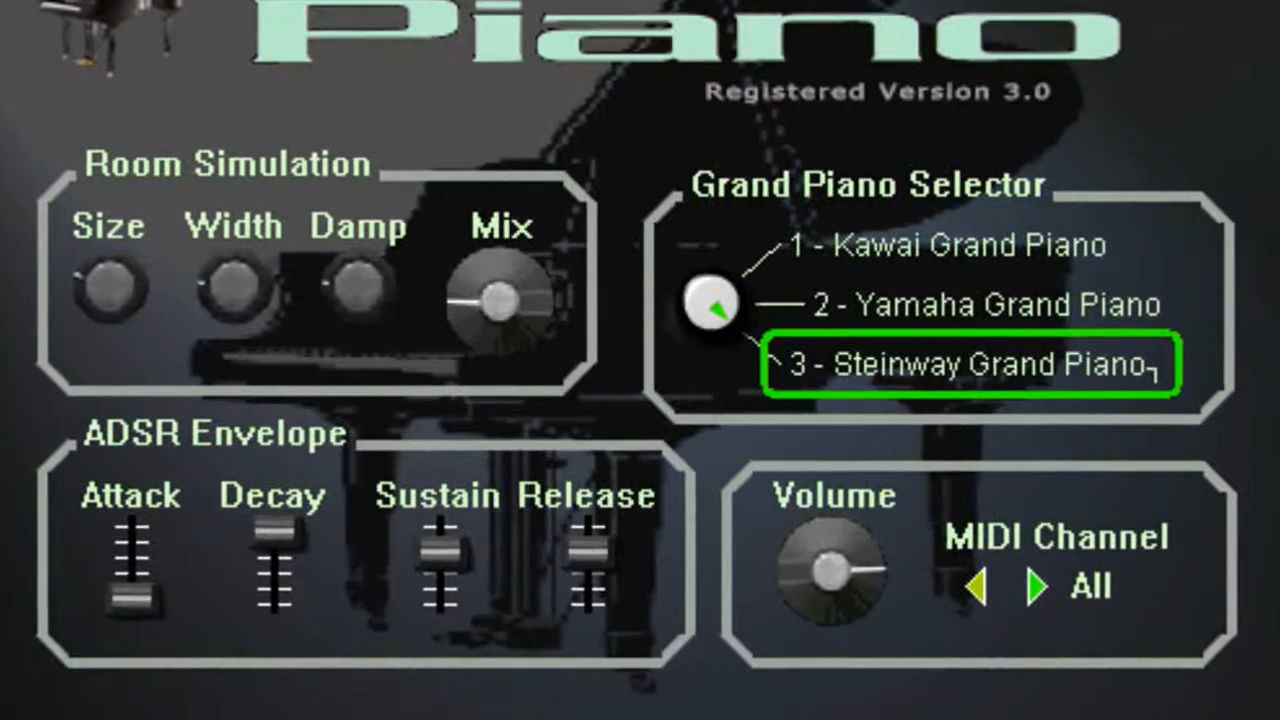 Piano
Registered Version 3.0
Room Simulation
Size Width Damp Mix
Grand Piano Selector
1 - Kawai Grand Piano
2 - Yamaha Grand Piano
3 - Steinway Grand Piano
ADSR Envelope
Attack Decay Sustain Release
Volume
MIDI Channel
All